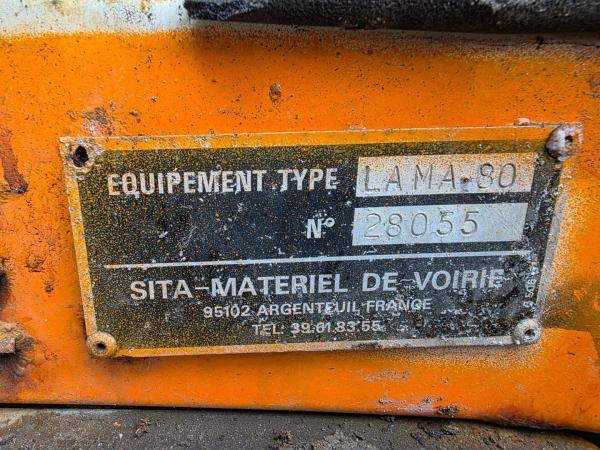 EQUIPEMENT TYPE LAMA 80
N° 28055
SITA-MATERIEL DE VOIRIE
95102 ARGENTEUIL FRANCE
TEL: 39.61.83.55